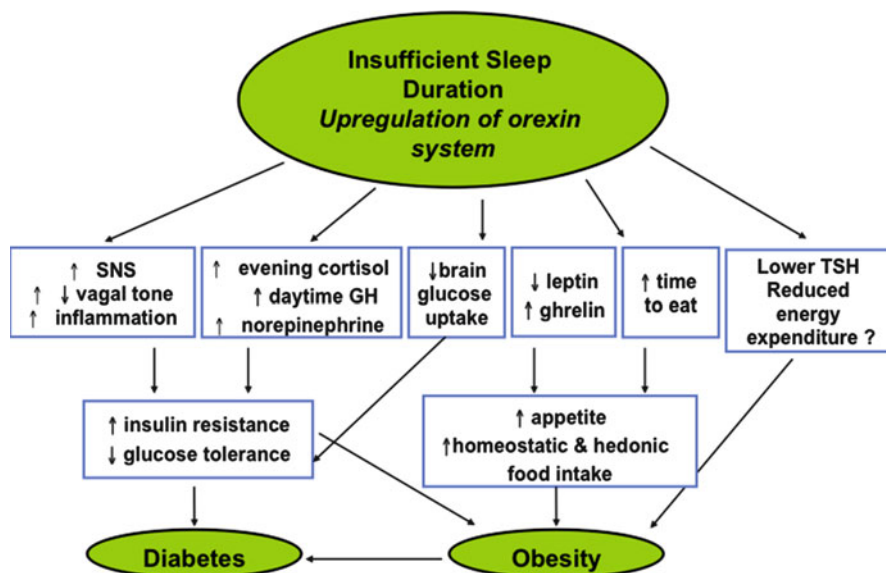 Insufficient Sleep
Duration
Upregulation of orexin
system
↑ SNS
↑ ↓ vagal tone
↑ inflammation
↑ evening cortisol
↑ daytime GH
↑ norepinephrine
↓brain
glucose
uptake
↓ leptin
↑ ghrelin
↑ time
to eat
Lower TSH
Reduced
energy
expenditure ?
↑ insulin resistance
↓ glucose tolerance
↑ appetite
↑homeostatic & hedonic
food intake
Diabetes
Obesity